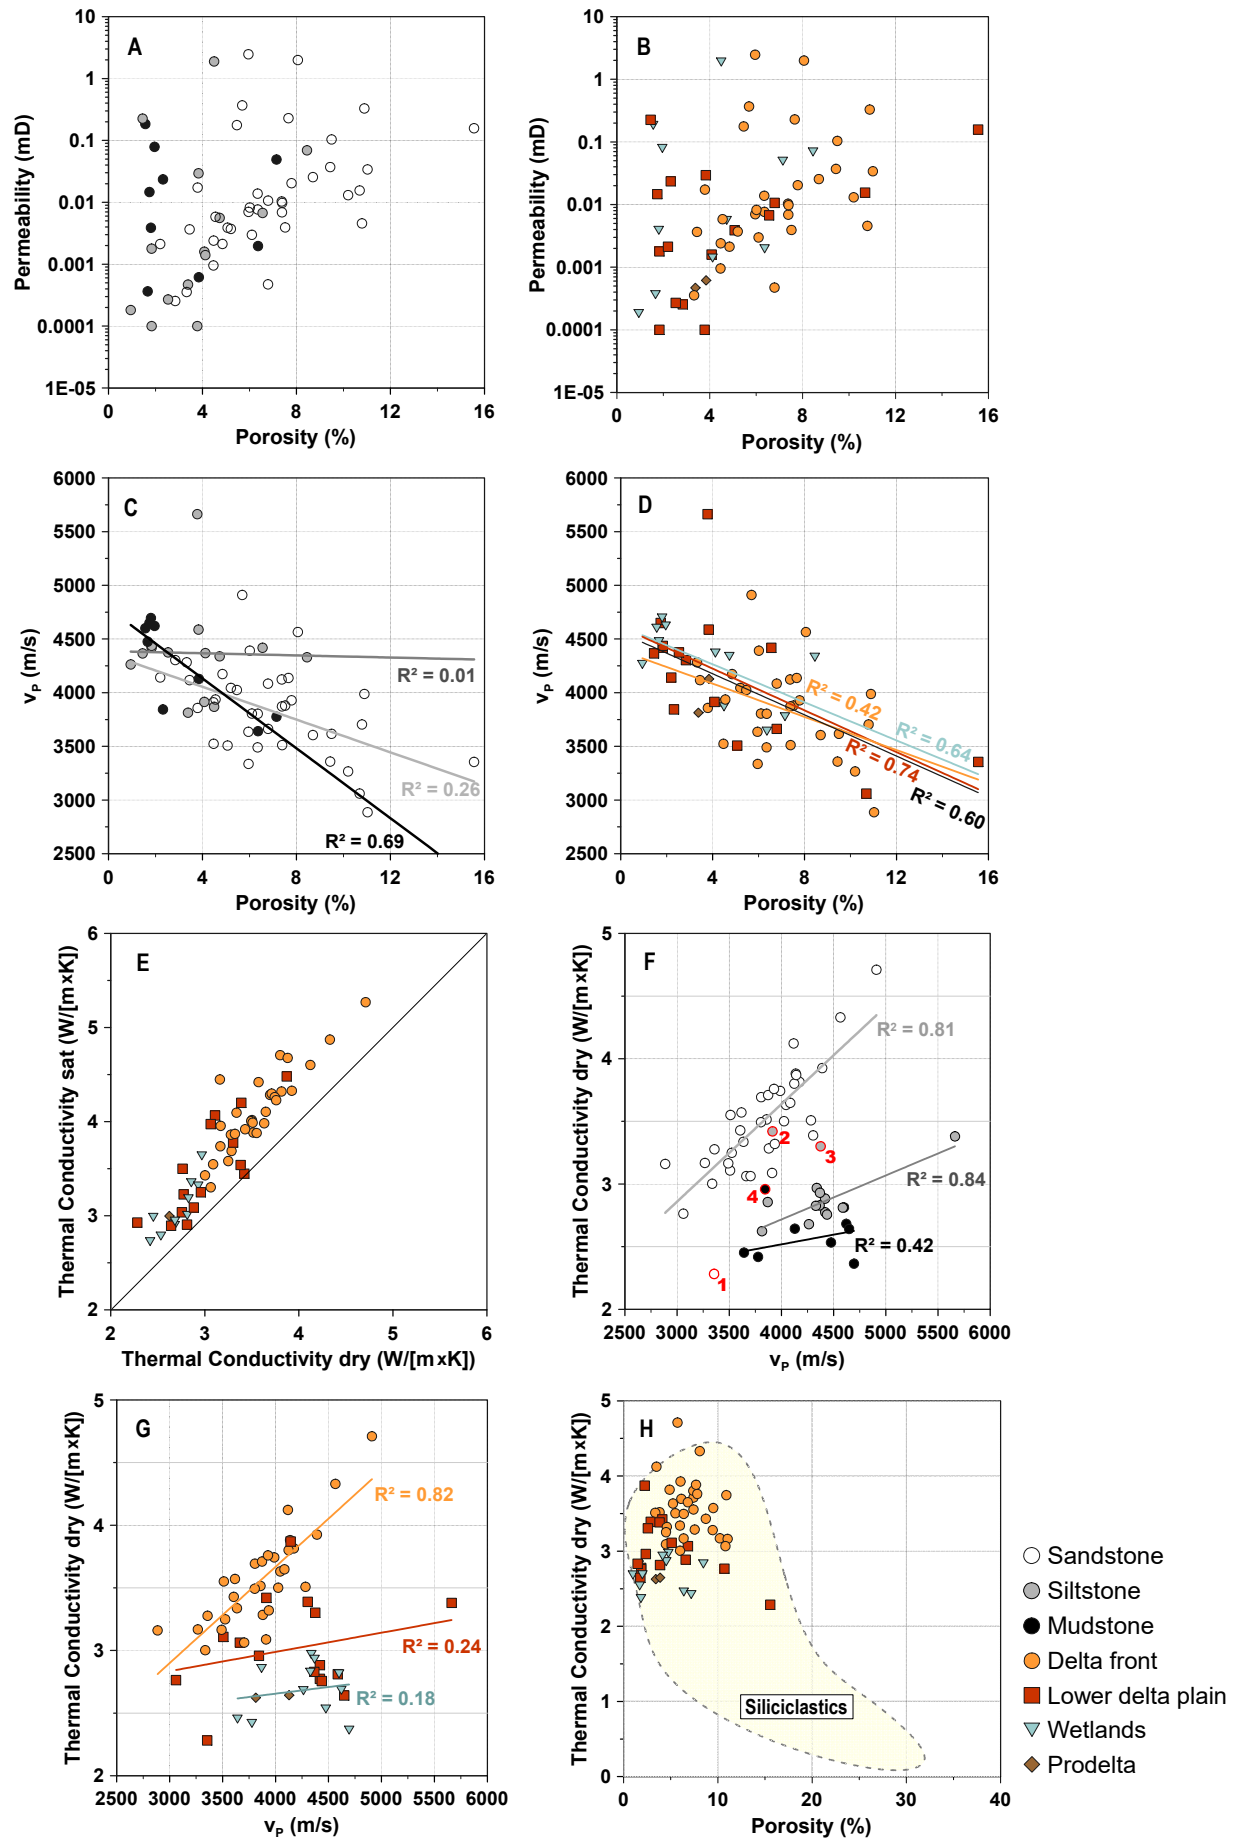 A
Permeability (mD)
10
1
0.1
0.01
0.001
0.0001
1E-05
0 4 8 12 16
Porosity (%)
B
Permeability (mD)
10
1
0.1
0.01
0.001
0.0001
1E-05
0 4 8 12 16
Porosity (%)
C
vP (m/s)
6000
5500
5000
4500
4000
3500
3000
2500
R² = 0.01
R² = 0.26
R² = 0.69
0 4 8 12 16
Porosity (%)
D
vP (m/s)
6000
5500
5000
4500
4000
3500
3000
2500
R² = 0.42
R² = 0.64
R² = 0.74
R² = 0.60
0 4 8 12 16
Porosity (%)
E
Thermal Conductivity sat (W/[m×K])
6
5
4
3
2
2 3 4 5 6
Thermal Conductivity dry (W/[m×K])
F
Thermal Conductivity dry (W/[m×K])
5
4
3
2
R² = 0.81
2
3
R² = 0.84
4
R² = 0.42
1
2500 3000 3500 4000 4500 5000 5500 6000
vP (m/s)
G
Thermal Conductivity dry (W/[m×K])
5
4
3
2
R² = 0.82
R² = 0.24
R² = 0.18
2500 3000 3500 4000 4500 5000 5500 6000
vP (m/s)
H
Thermal Conductivity dry (W/[m×K])
5
4
3
2
1
0
Siliciclastics
0 10 20 30 40
Porosity (%)
Sandstone
Siltstone
Mudstone
Delta front
Lower delta plain
Wetlands
Prodelta